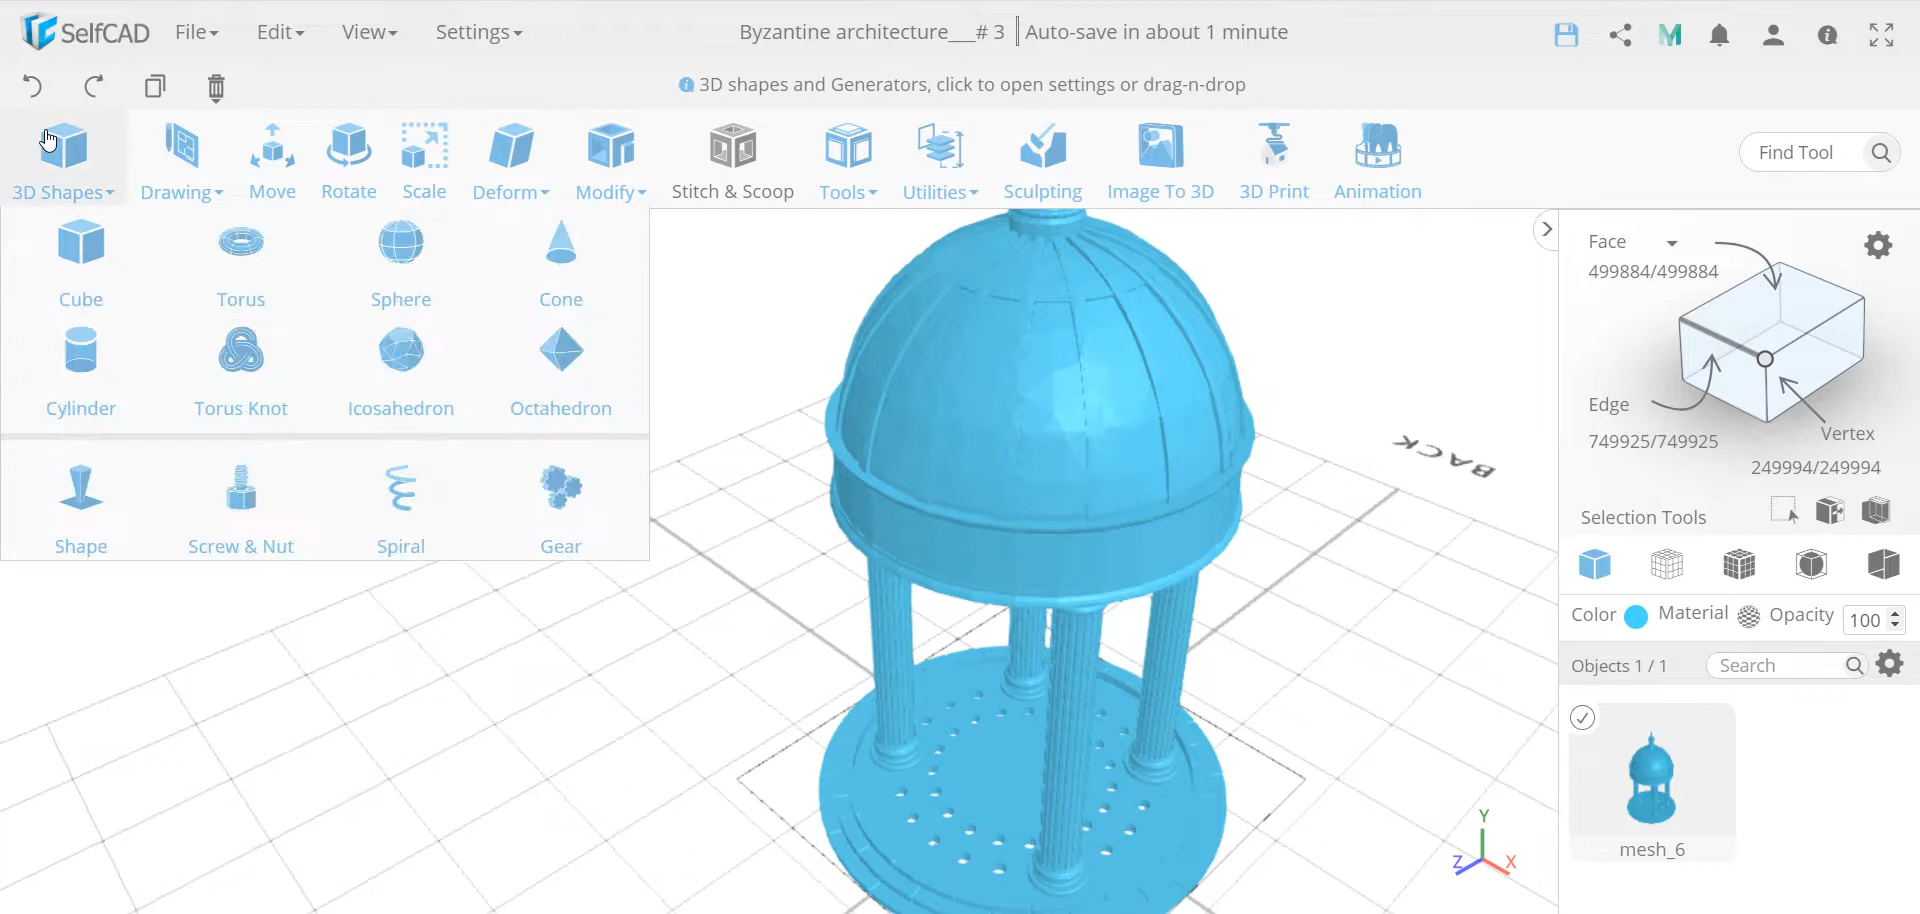 SelfCAD File Edit View Settings Byzantine architecture___# 3 Auto-save in about 1 minute
3D shapes and Generators, click to open settings or drag-n-drop
3D Shapes Drawing Move Rotate Scale Deform Modify Stitch & Scoop Tools Utilities Sculpting Image To 3D 3D Print Animation Find Tool
Cube Torus Sphere Cone
Cylinder Torus Knot Icosahedron Octahedron
Shape Screw & Nut Spiral Gear
BACK
Y
Z X
Face
499884/499884
Edge
749925/749925
Vertex
249994/249994
Selection Tools
Color Material Opacity 100
Objects 1 / 1 Search
mesh_6